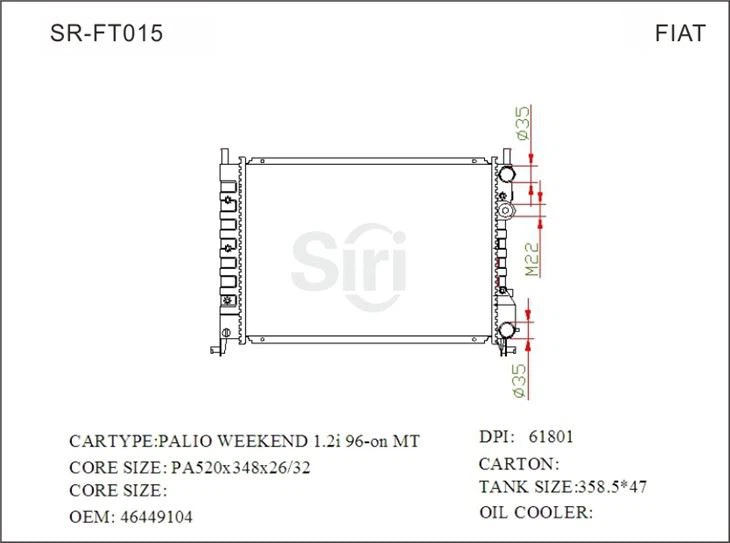 SR-FT015
FIAT
Ø35
M22
Ø35
Siri
CARTYPE:PALIO WEEKEND 1.2i 96-on MT
CORE SIZE: PA520x348x26/32
CORE SIZE:
OEM: 46449104
DPI: 61801
CARTON:
TANK SIZE:358.5*47
OIL COOLER: